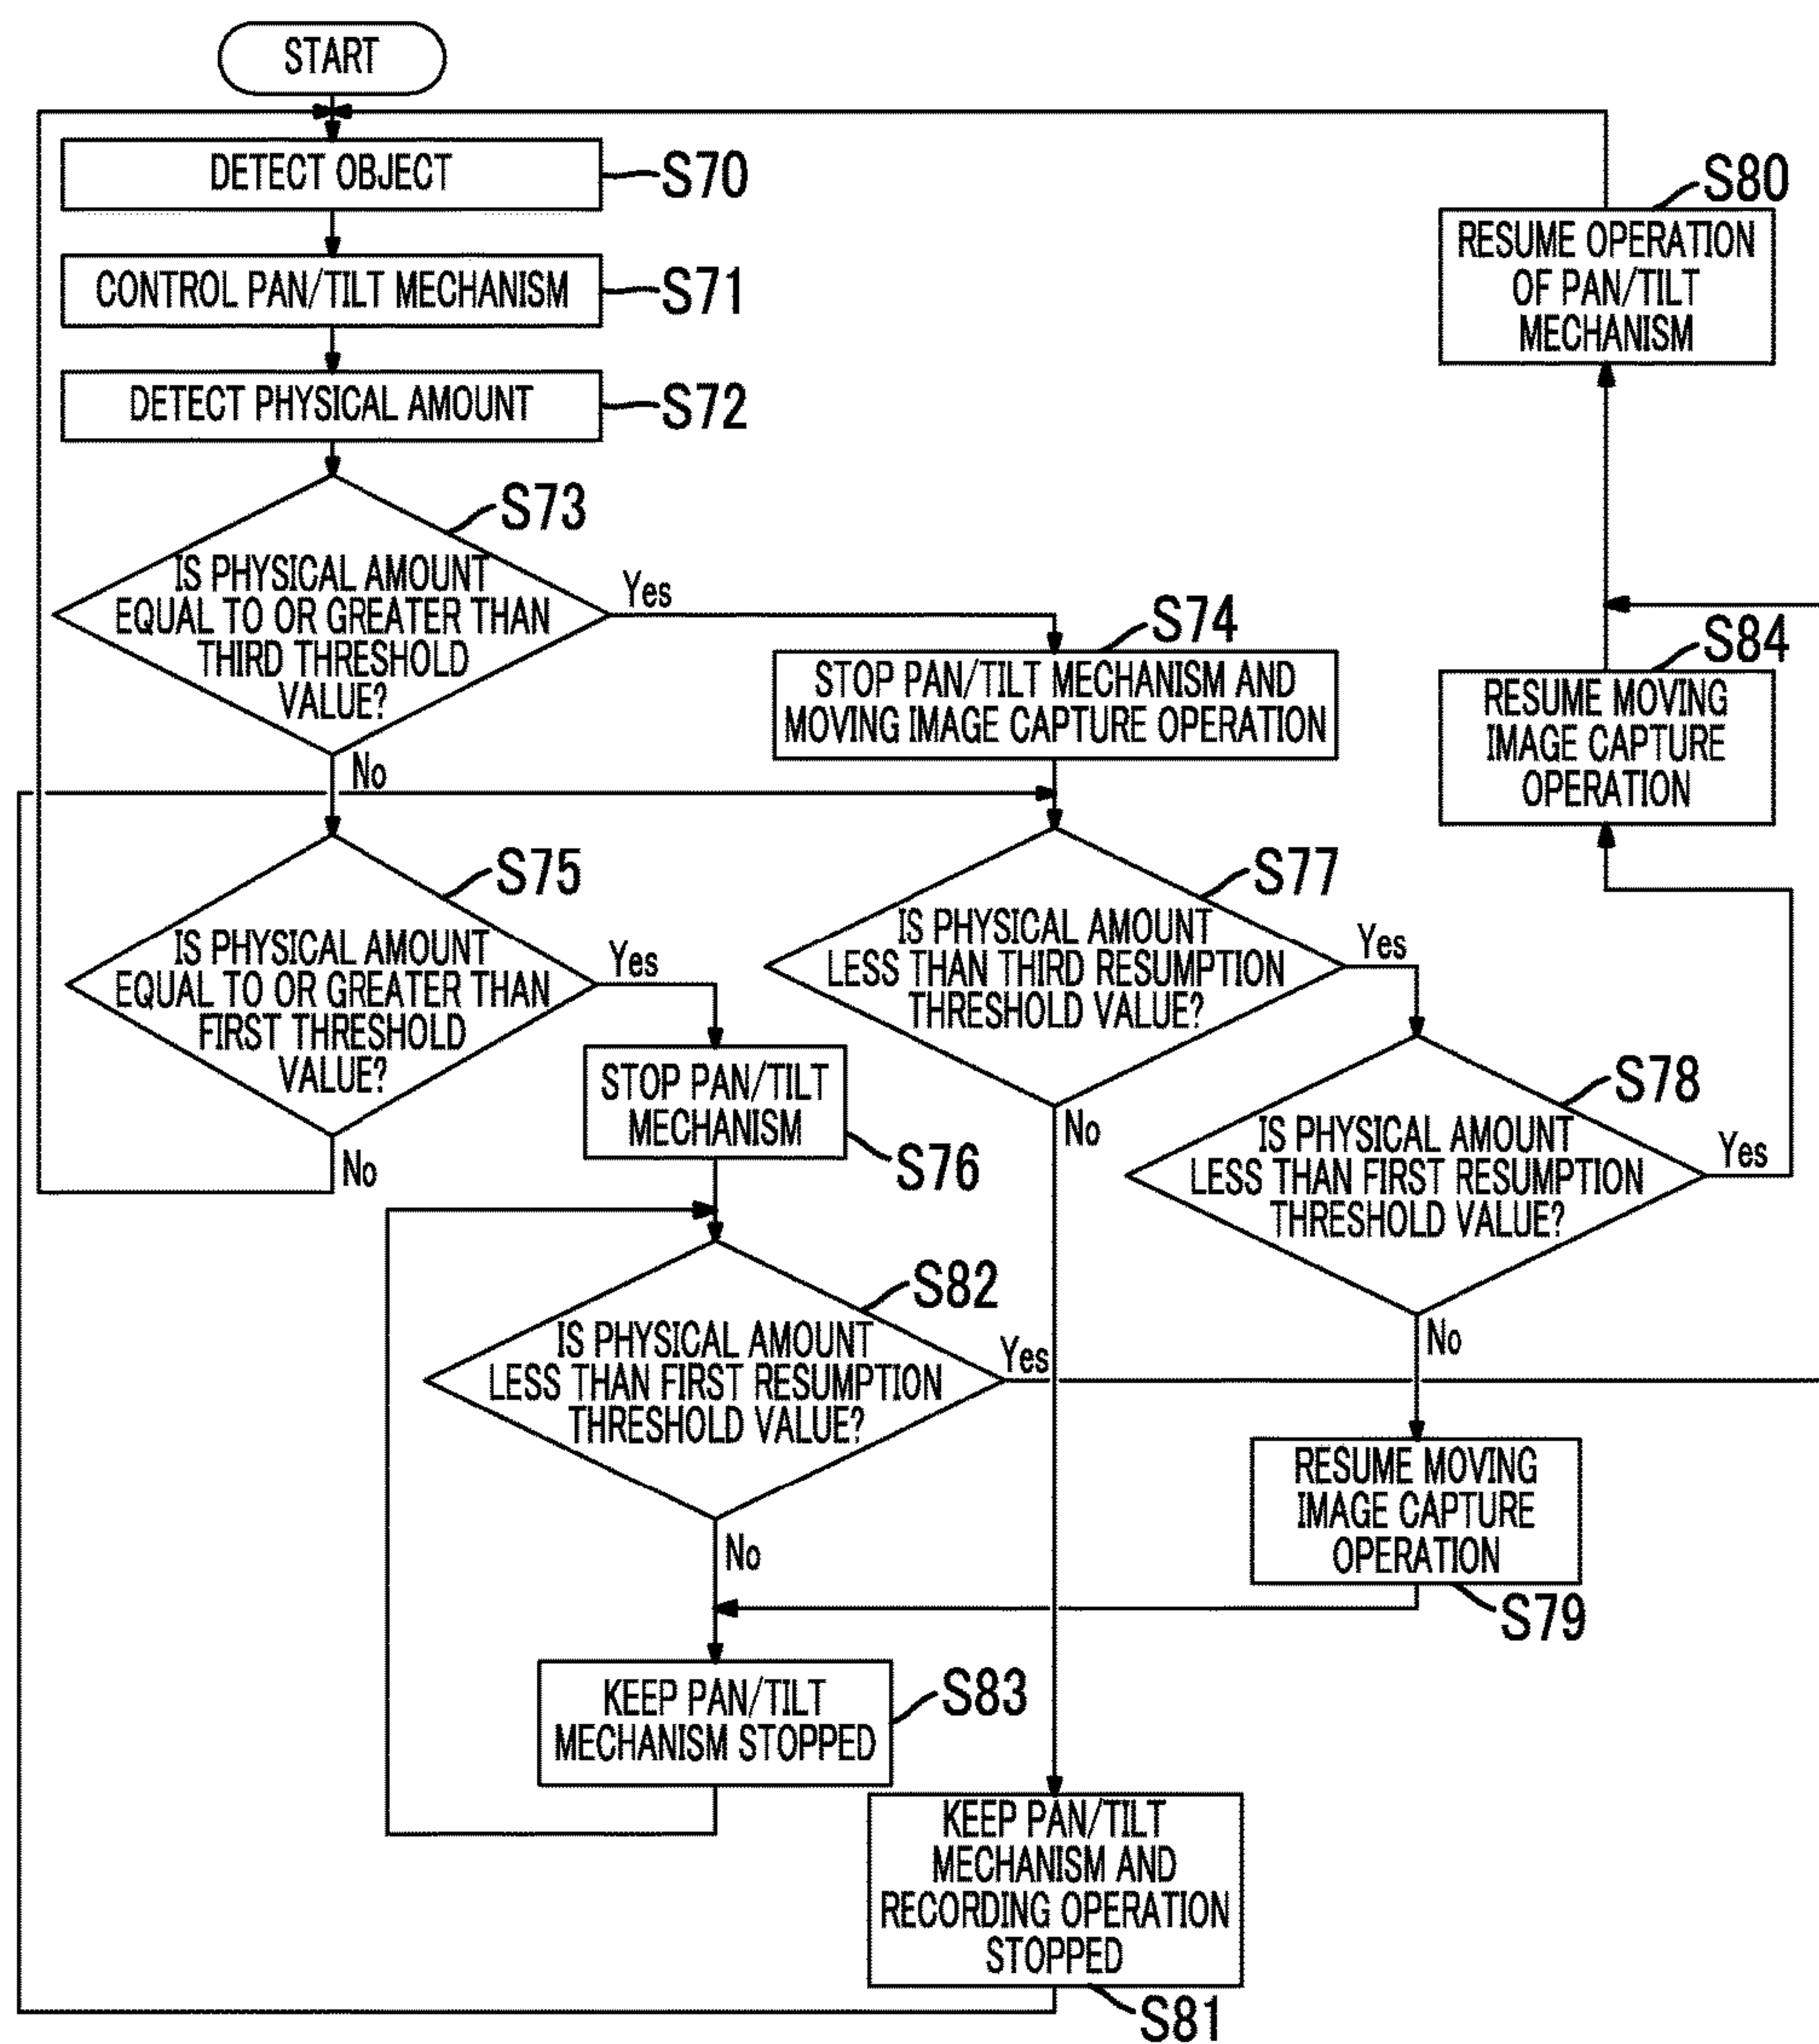 START
DETECT OBJECT
S70
CONTROL PAN/TILT MECHANISM
S71
DETECT PHYSICAL AMOUNT
S72
S73
IS PHYSICAL AMOUNT
EQUAL TO OR GREATER THAN
THIRD THRESHOLD
VALUE?
Yes
No
S74
STOP PAN/TILT MECHANISM AND
MOVING IMAGE CAPTURE OPERATION
S80
RESUME OPERATION
OF PAN/TILT
MECHANISM
S84
RESUME MOVING
IMAGE CAPTURE
OPERATION
S75
IS PHYSICAL AMOUNT
EQUAL TO OR GREATER THAN
FIRST THRESHOLD
VALUE?
Yes
No
STOP PAN/TILT
MECHANISM
S76
S77
IS PHYSICAL AMOUNT
LESS THAN THIRD RESUMPTION
THRESHOLD VALUE?
Yes
No
S78
IS PHYSICAL AMOUNT
LESS THAN FIRST RESUMPTION
THRESHOLD VALUE?
Yes
No
S82
IS PHYSICAL AMOUNT
LESS THAN FIRST RESUMPTION
THRESHOLD VALUE?
Yes
No
RESUME MOVING
IMAGE CAPTURE
OPERATION
S79
KEEP PAN/TILT
MECHANISM STOPPED
S83
KEEP PAN/TILT
MECHANISM AND
RECORDING OPERATION
STOPPED
S81